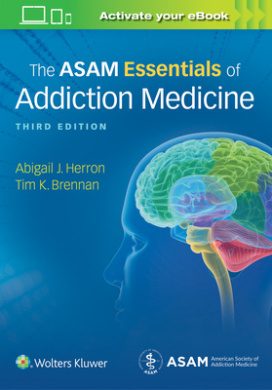 Activate your eBook
The ASAM Essentials of
Addiction Medicine
THIRD EDITION
Abigail J. Herron
Tim K. Brennan
Wolters Kluwer
ASAM
ASAM
American Society of
Addiction Medicine